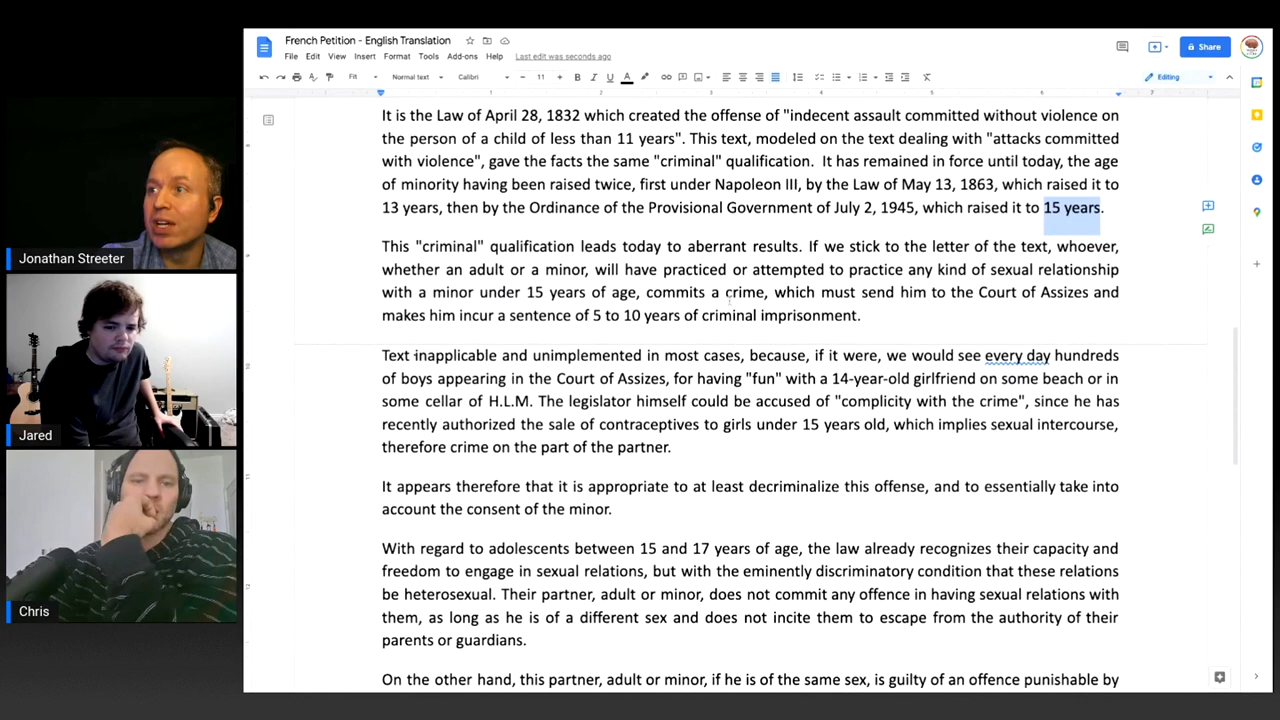 French Petition - English Translation
File Edit View Insert Format Tools Add-ons Help Last edit was seconds ago
Share
Fit Normal text Calibri 11 Editing
1 2 3 4 5 6 7
It is the Law of April 28, 1832 which created the offense of "indecent assault committed without violence on
the person of a child of less than 11 years". This text, modeled on the text dealing with "attacks committed
with violence", gave the facts the same "criminal" qualification. It has remained in force until today, the age
of minority having been raised twice, first under Napoleon III, by the Law of May 13, 1863, which raised it to
13 years, then by the Ordinance of the Provisional Government of July 2, 1945, which raised it to 15 years.
This "criminal" qualification leads today to aberrant results. If we stick to the letter of the text, whoever,
whether an adult or a minor, will have practiced or attempted to practice any kind of sexual relationship
with a minor under 15 years of age, commits a crime, which must send him to the Court of Assizes and
makes him incur a sentence of 5 to 10 years of criminal imprisonment.
Text inapplicable and unimplemented in most cases, because, if it were, we would see every day hundreds
of boys appearing in the Court of Assizes, for having "fun" with a 14-year-old girlfriend on some beach or in
some cellar of H.L.M. The legislator himself could be accused of "complicity with the crime", since he has
recently authorized the sale of contraceptives to girls under 15 years old, which implies sexual intercourse,
therefore crime on the part of the partner.
It appears therefore that it is appropriate to at least decriminalize this offense, and to essentially take into
account the consent of the minor.
With regard to adolescents between 15 and 17 years of age, the law already recognizes their capacity and
freedom to engage in sexual relations, but with the eminently discriminatory condition that these relations
be heterosexual. Their partner, adult or minor, does not commit any offence in having sexual relations with
them, as long as he is of a different sex and does not incite them to escape from the authority of their
parents or guardians.
On the other hand, this partner, adult or minor, if he is of the same sex, is guilty of an offence punishable by
Jonathan Streeter
Jared
Chris